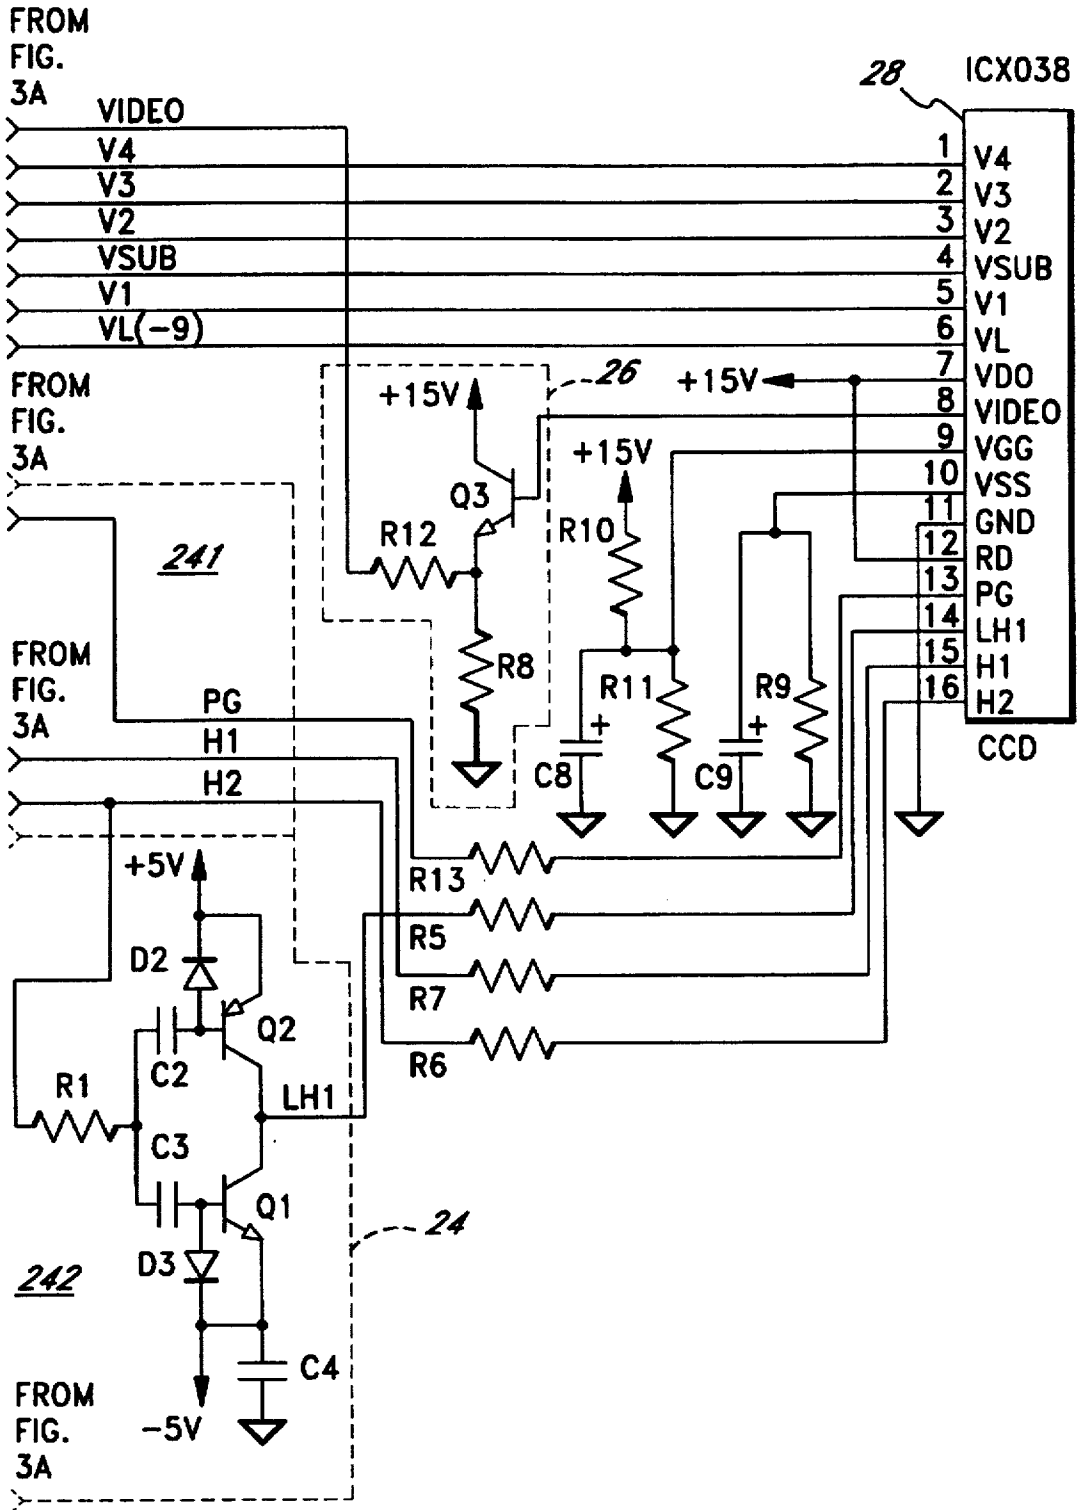 FROM
FIG.
3A
VIDEO
V4
V3
V2
VSUB
V1
VL(-9)
28
ICX038
1 V4
2 V3
3 V2
4 VSUB
5 V1
6 VL
7 VDO
8 VIDEO
9 VGG
10 VSS
11 GND
12 RD
13 PG
14 LH1
15 H1
16 H2
CCD
FROM
FIG.
3A
26
+15V
+15V
+15V
Q3
R12
R10
241
R8
R11
R9
+
+
C8
C9
FROM
FIG.
3A
PG
H1
H2
+5V
R13
R5
R7
R6
D2
Q2
C2
R1
LH1
C3
Q1
D3
24
242
C4
-5V
FROM
FIG.
3A